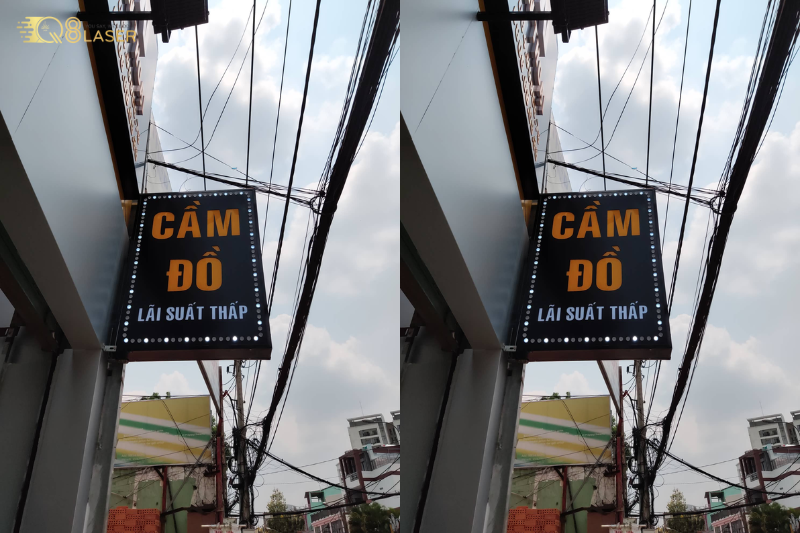 Q8
LASER
CẦM
ĐỒ
LÃI SUẤT THẤP
CẦM
ĐỒ
LÃI SUẤT THẤP